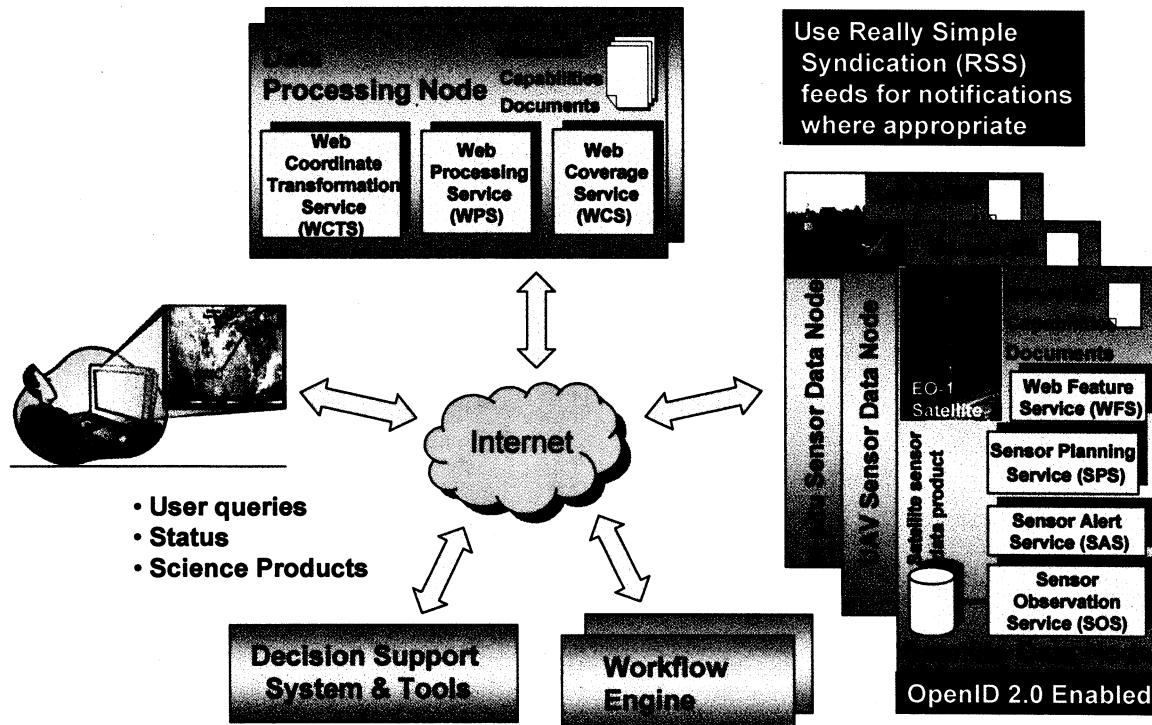 Data
Processing Node
Capabilities
Documents
Web
Coordinate
Transformation
Service
(WCTS)
Web
Processing
Service
(WPS)
Web
Coverage
Service
(WCS)
Use Really Simple
Syndication (RSS)
feeds for notifications
where appropriate
Internet
• User queries
• Status
• Science Products
Decision Support
System & Tools
Workflow
Engine
Sensor Data Node
UAV Sensor Data Node
EO-1
Satellite
Satellite sensor
data product
Documents
Web Feature
Service (WFS)
Sensor Planning
Service (SPS)
Sensor Alert
Service (SAS)
Sensor
Observation
Service (SOS)
OpenID 2.0 Enabled